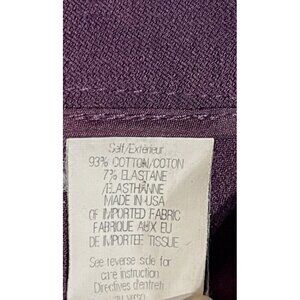 Self/Extérieur
93% COTTON/COTON
7% ELASTANE
/ELASTHANNE
MADE IN USA
OF IMPORTED FABRIC
FABRIQUE AUX EU
DE IMPORTEE TISSUE
See reverse side for
care instruction
Directives d'entreti
au verso